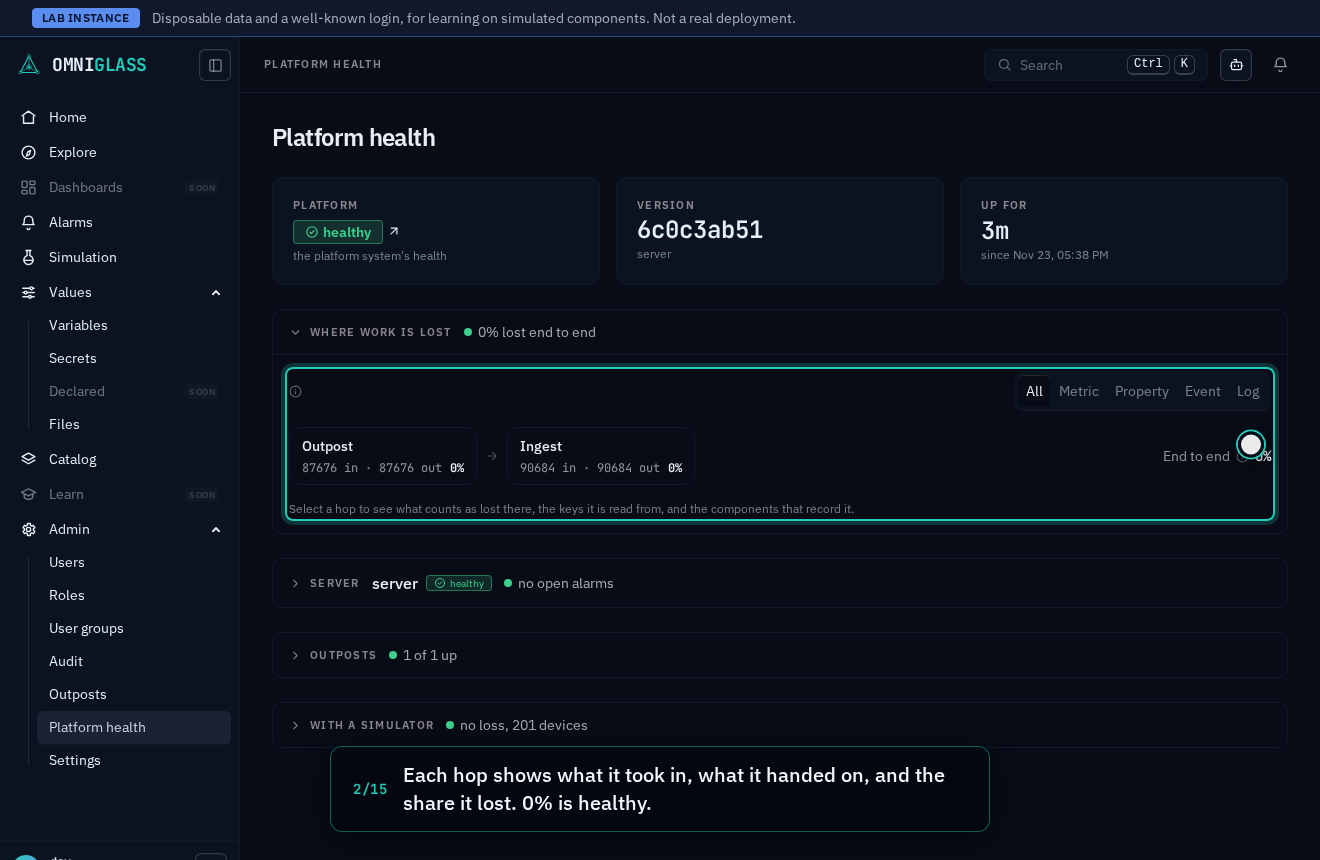 LAB INSTANCE Disposable data and a well-known login, for learning on simulated components. Not a real deployment.
OMNIGLASS
PLATFORM HEALTH
Search Ctrl K
Home
Explore
Dashboards SOON
Alarms
Simulation
Values
Variables
Secrets
Declared SOON
Files
Catalog
Learn SOON
Admin
Users
Roles
User groups
Audit
Outposts
Platform health
Settings
Platform health
PLATFORM
healthy
the platform system's health
VERSION
6c0c3ab51
server
UP FOR
3m
since Nov 23, 05:38 PM
WHERE WORK IS LOST 0% lost end to end
All Metric Property Event Log
Outpost
87676 in · 87676 out 0%
Ingest
90684 in · 90684 out 0%
End to end
Select a hop to see what counts as lost there, the keys it is read from, and the components that record it.
SERVER server healthy no open alarms
OUTPOSTS 1 of 1 up
WITH A SIMULATOR no loss, 201 devices
2/15 Each hop shows what it took in, what it handed on, and the
share it lost. 0% is healthy.